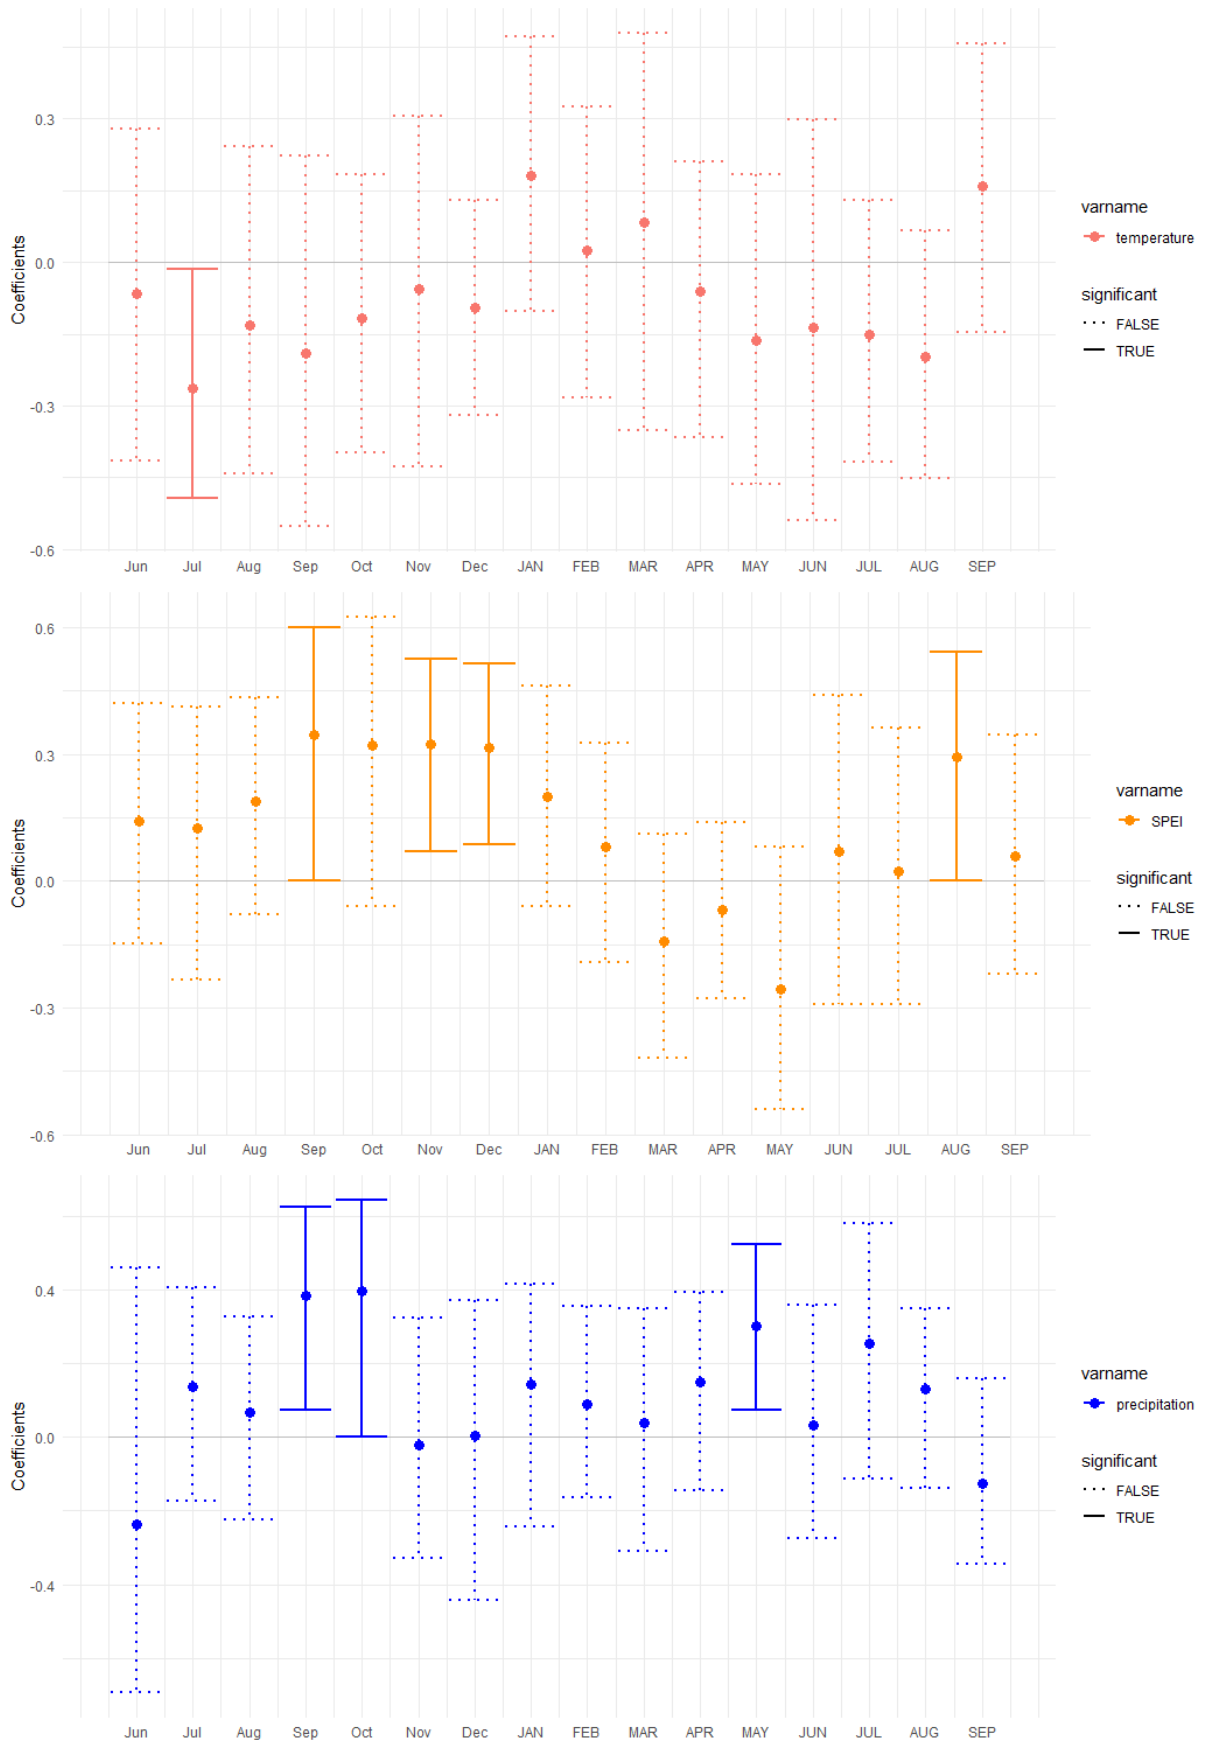 Coefficients
0.3
0.0
-0.3
-0.6
Jun Jul Aug Sep Oct Nov Dec JAN FEB MAR APR MAY JUN JUL AUG SEP
varname
temperature
significant
FALSE
TRUE
Coefficients
0.6
0.3
0.0
-0.3
-0.6
Jun Jul Aug Sep Oct Nov Dec JAN FEB MAR APR MAY JUN JUL AUG SEP
varname
SPEI
significant
FALSE
TRUE
Coefficients
0.4
0.0
-0.4
Jun Jul Aug Sep Oct Nov Dec JAN FEB MAR APR MAY JUN JUL AUG SEP
varname
precipitation
significant
FALSE
TRUE